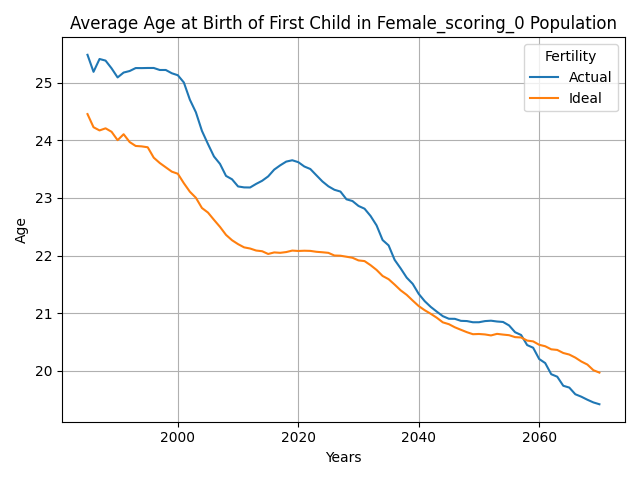 Average Age at Birth of First Child in Female_scoring_0 Population
Fertility
Actual
Ideal
Age
25
24
23
22
21
20
2000
2020
2040
2060
Years